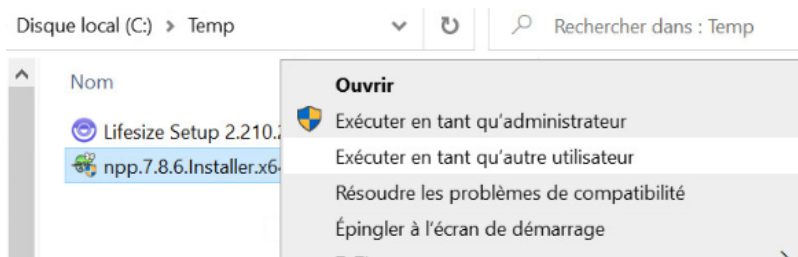 Disque local (C:) > Temp
Rechercher dans : Temp
Nom
Lifesize Setup 2.210.
npp.7.8.6.Installer.x6
Ouvrir
Exécuter en tant qu'administrateur
Exécuter en tant qu'autre utilisateur
Résoudre les problèmes de compatibilité
Épingler à l'écran de démarrage